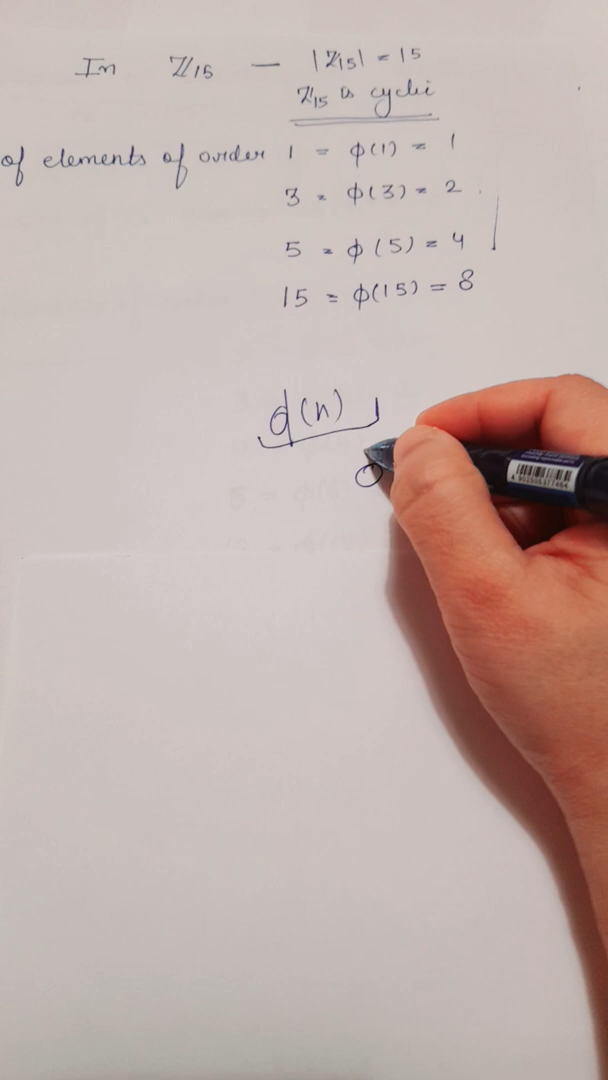 In ℤ15 — |ℤ15| = 15
ℤ15 is cyclic
of elements of order 1 = ϕ(1) = 1
3 = ϕ(3) = 2
5 = ϕ(5) = 4
15 = ϕ(15) = 8
d(n)